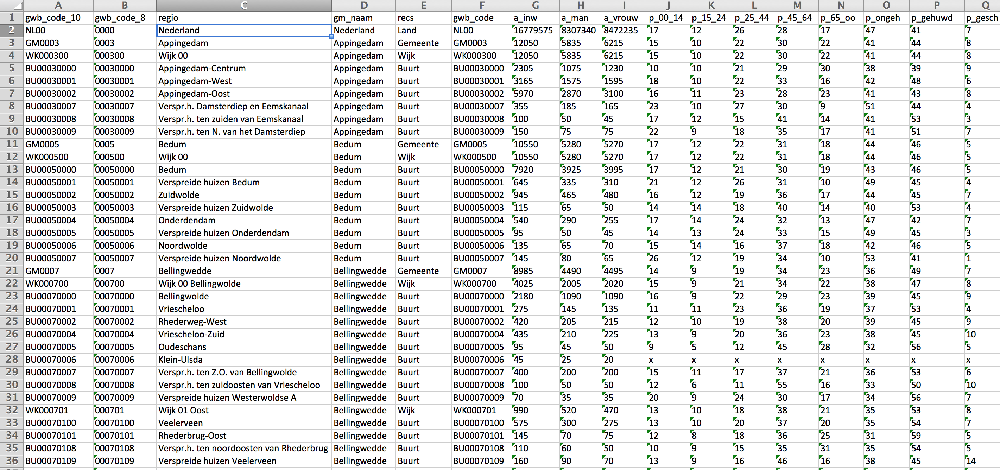 A B C D E F G H I J K L M N O P Q
1 gwb_code_10 gwb_code_8 regio gm_naam recs gwb_code a_inw a_man a_vrouw p_00_14 p_15_24 p_25_44 p_45_64 p_65_oo p_ongeh p_gehuwd p_gesch
2 NL00 0000 Nederland Nederland Land NL00 16779575 8307340 8472235 17 12 26 28 17 47 41 7
3 GM0003 0003 Appingedam Appingedam Gemeente GM0003 12050 5835 6215 15 10 22 30 22 41 44 8
4 WK000300 000300 Wijk 00 Appingedam Wijk WK000300 12050 5835 6215 15 10 22 30 22 41 44 8
5 BU00030000 00030000 Appingedam-Centrum Appingedam Buurt BU00030000 2305 1075 1230 10 10 21 29 30 38 39 9
6 BU00030001 00030001 Appingedam-West Appingedam Buurt BU00030001 3165 1575 1595 18 10 22 33 16 42 48 6
7 BU00030002 00030002 Appingedam-Oost Appingedam Buurt BU00030002 5970 2870 3100 16 11 23 28 23 41 43 8
8 BU00030007 00030007 Verspr.h. Damsterdiep en Eemskanaal Appingedam Buurt BU00030007 355 185 165 23 10 27 30 9 51 44 4
9 BU00030008 00030008 Verspr.h. ten zuiden van Eemskanaal Appingedam Buurt BU00030008 100 50 45 17 12 15 41 14 41 53 3
10 BU00030009 00030009 Verspr.h. ten N. van het Damsterdiep Appingedam Buurt BU00030009 150 75 75 22 9 18 35 17 41 51 7
11 GM0005 0005 Bedum Bedum Gemeente GM0005 10550 5280 5270 17 12 22 31 18 44 46 5
12 WK000500 000500 Wijk 00 Bedum Wijk WK000500 10550 5280 5270 17 12 22 31 18 44 46 5
13 BU00050000 00050000 Bedum Bedum Buurt BU00050000 7920 3925 3995 17 12 21 30 19 43 46 5
14 BU00050001 00050001 Verspreide huizen Bedum Bedum Buurt BU00050001 645 335 310 21 12 26 31 10 49 45 4
15 BU00050002 00050002 Zuidwolde Bedum Buurt BU00050002 945 465 480 16 12 19 36 17 44 45 7
16 BU00050003 00050003 Verspreide huizen Zuidwolde Bedum Buurt BU00050003 115 65 50 14 14 18 40 14 40 53 4
17 BU00050004 00050004 Onderdendam Bedum Buurt BU00050004 540 290 255 17 14 24 32 13 47 42 7
18 BU00050005 00050005 Verspreide huizen Onderdendam Bedum Buurt BU00050005 95 50 45 14 13 24 33 15 49 45 3
19 BU00050006 00050006 Noordwolde Bedum Buurt BU00050006 135 65 70 15 14 16 37 18 42 46 5
20 BU00050007 00050007 Verspreide huizen Noordwolde Bedum Buurt BU00050007 145 80 65 26 12 19 34 10 53 41 1
21 GM0007 0007 Bellingwedde Bellingwedde Gemeente GM0007 8985 4490 4495 14 9 19 34 23 36 49 7
22 WK000700 000700 Wijk 00 Bellingwolde Bellingwedde Wijk WK000700 4025 2005 2020 15 9 21 34 22 38 47 8
23 BU00070000 00070000 Bellingwolde Bellingwedde Buurt BU00070000 2180 1090 1090 16 9 22 29 23 39 45 9
24 BU00070001 00070001 Vriescheloo Bellingwedde Buurt BU00070001 275 145 135 11 11 23 36 19 37 53 4
25 BU00070002 00070002 Rhederweg-West Bellingwedde Buurt BU00070002 420 205 215 12 10 19 38 20 39 45 9
26 BU00070004 00070004 Vriescheloo-Zuid Bellingwedde Buurt BU00070004 435 210 225 13 9 20 36 23 38 45 10
27 BU00070005 00070005 Oudeschans Bellingwedde Buurt BU00070005 95 45 50 9 5 12 45 28 32 56 5
28 BU00070006 00070006 Klein-Ulsda Bellingwedde Buurt BU00070006 45 25 20 x x x x x x x x
29 BU00070007 00070007 Verspr.h. ten Z.O. van Bellingwolde Bellingwedde Buurt BU00070007 400 200 200 15 11 17 37 21 36 53 6
30 BU00070008 00070008 Verspr.h. ten zuidoosten van Vriescheloo Bellingwedde Buurt BU00070008 100 50 50 12 6 11 55 16 33 50 10
31 BU00070009 00070009 Verspreide huizen Westerwoldse A Bellingwedde Buurt BU00070009 70 35 35 20 9 24 30 17 34 56 7
32 WK000701 000701 Wijk 01 Oost Bellingwedde Wijk WK000701 990 520 470 13 10 18 38 21 35 53 8
33 BU00070100 00070100 Veelerveen Bellingwedde Buurt BU00070100 575 300 275 13 10 20 37 20 35 54 7
34 BU00070101 00070101 Rhederbrug-Oost Bellingwedde Buurt BU00070101 145 70 75 12 8 18 36 25 31 59 5
35 BU00070108 00070108 Verspr.h. ten noordoosten van Rhederbrug Bellingwedde Buurt BU00070108 110 60 50 10 9 15 35 31 35 54 5
36 BU00070109 00070109 Verspreide huizen Veelerveen Bellingwedde Buurt BU00070109 160 90 70 13 9 16 46 16 38 45 14